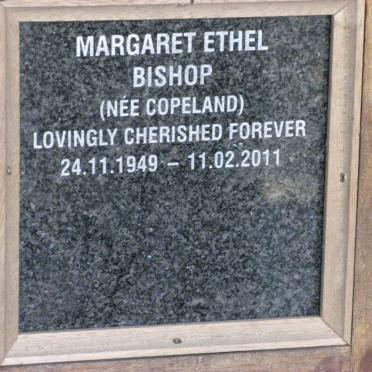 MARGARET ETHEL
BISHOP
(NÉE COPELAND)
LOVINGLY CHERISHED FOREVER
24.11.1949 – 11.02.2011